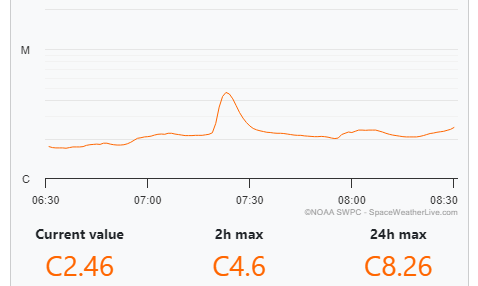 M
C
06:30 07:00 07:30 08:00 08:30
©NOAA SWPC - SpaceWeatherLive.com
Current value 2h max 24h max
C2.46 C4.6 C8.26